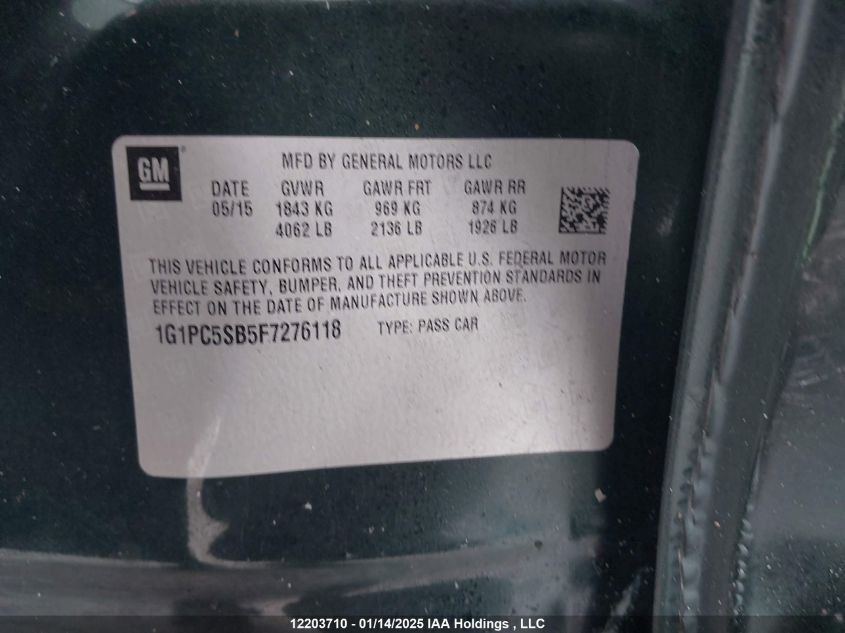 GM
MFD BY GENERAL MOTORS LLC
DATE GVWR GAWR FRT GAWR RR
05/15 1843 KG 969 KG 874 KG
4062 LB 2136 LB 1926 LB
THIS VEHICLE CONFORMS TO ALL APPLICABLE U.S. FEDERAL MOTOR
VEHICLE SAFETY, BUMPER, AND THEFT PREVENTION STANDARDS IN
EFFECT ON THE DATE OF MANUFACTURE SHOWN ABOVE.
1G1PC5SB5F7276118 TYPE: PASS CAR
12203710 - 01/14/2025 IAA Holdings , LLC